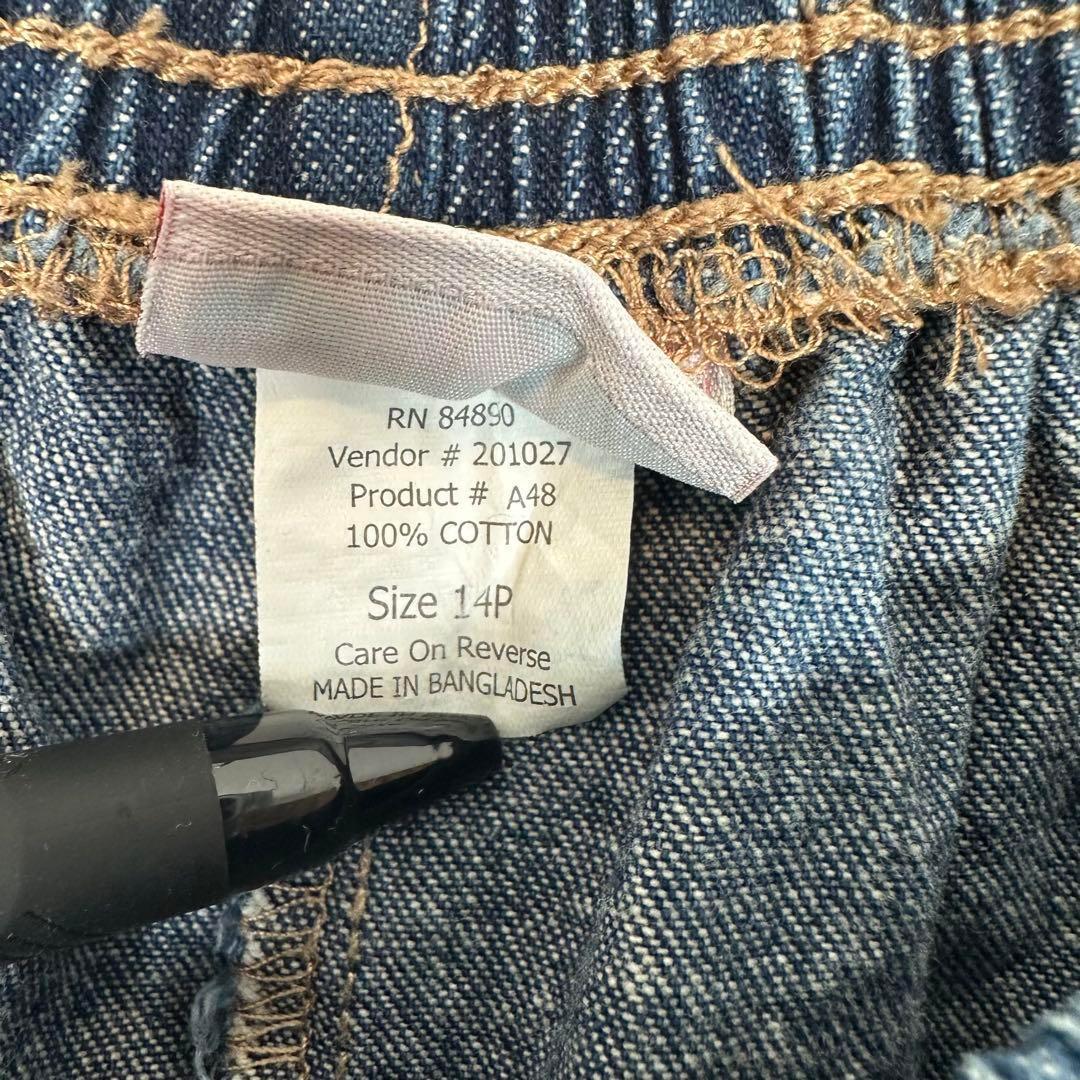 RN 84890
Vendor # 201027
Product # A48
100% COTTON
Size 14P
Care On Reverse
MADE IN BANGLADESH